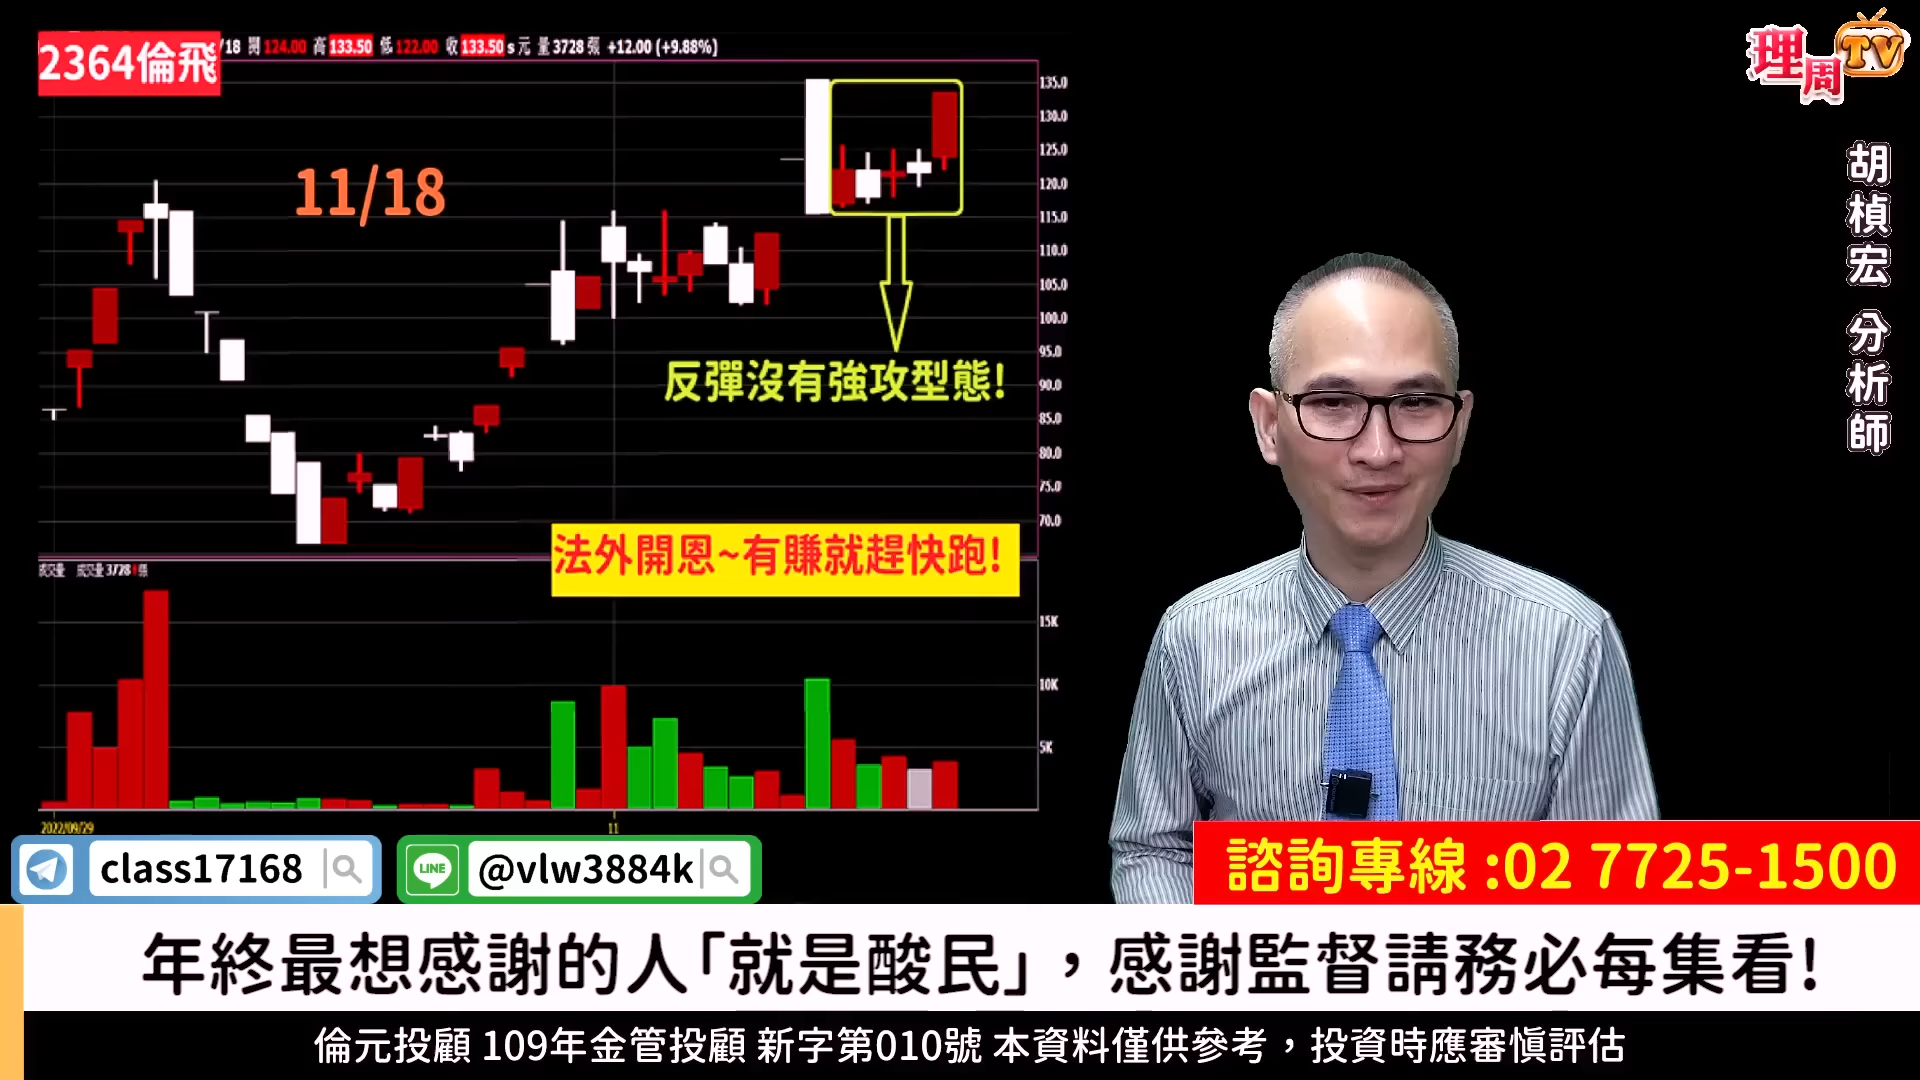 2364倫飛
/18 開 124.00 高 133.50 低 122.00 收 133.50 s 元 量 3728 張 +12.00 (+9.88%)
理周TV
胡楨宏 分析師
11/18
135.0
130.0
125.0
120.0
115.0
110.0
105.0
100.0
95.0
90.0
85.0
80.0
75.0
70.0
反彈沒有強攻型態!
法外開恩~有賺就趕快跑!
成交量 成交量 3728 張
15K
10K
5K
2022/09/29
11
class17168
LINE
@vlw3884k
諮詢專線 :02 7725-1500
年終最想感謝的人「就是酸民」,感謝監督請務必每集看!
倫元投顧 109年金管投顧 新字第010號 本資料僅供參考,投資時應審慎評估